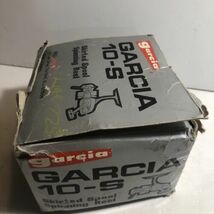 garcia
GARCIA
10-S
Skirted Spool
Spinning Reel
garcia
GARCIA
10-S
Skirted Spool
Spinning Reel